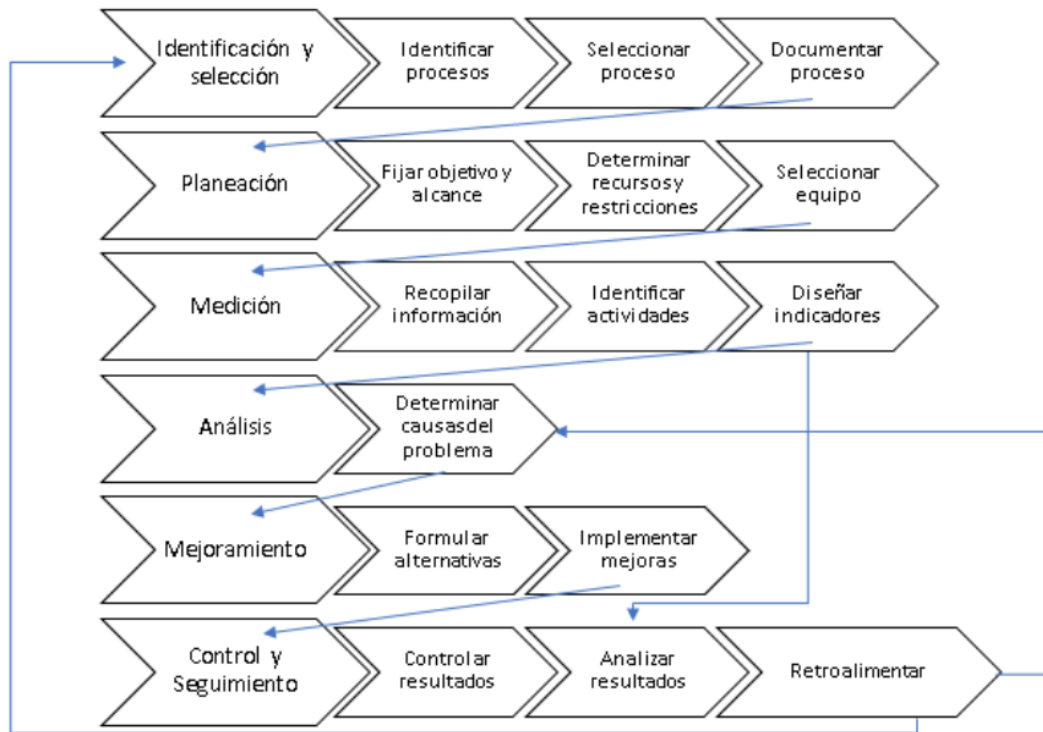 Identificación y
selección
Identificar
procesos
Seleccionar
proceso
Documentar
proceso
Planeación
Fijar objetivo y
alcance
Determinar
recursos y
restricciones
Seleccionar
equipo
Medición
Recopilar
información
Identificar
actividades
Diseñar
indicadores
Análisis
Determinar
causas del
problema
Mejoramiento
Formular
alternativas
Implementar
mejoras
Control y
Seguimiento
Controlar
resultados
Analizar
resultados
Retroalimentar